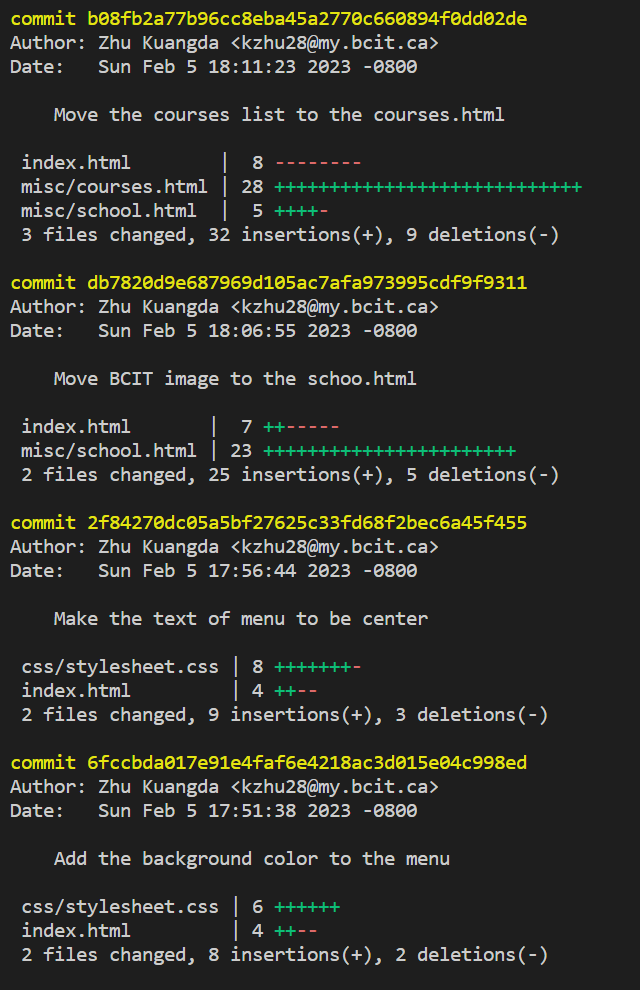 commit b08fb2a77b96cc8eba45a2770c660894f0dd02de
Author: Zhu Kuangda <kzhu28@my.bcit.ca>
Date:   Sun Feb 5 18:11:23 2023 -0800
    Move the courses list to the courses.html
 index.html        |  8 --------
 misc/courses.html | 28 ++++++++++++++++++++++++++++
 misc/school.html  |  5 ++++-
 3 files changed, 32 insertions(+), 9 deletions(-)
commit db7820d9e687969d105ac7afa973995cdf9f9311
Author: Zhu Kuangda <kzhu28@my.bcit.ca>
Date:   Sun Feb 5 18:06:55 2023 -0800
    Move BCIT image to the schoo.html
 index.html       |  7 ++-----
 misc/school.html | 23 +++++++++++++++++++++++
 2 files changed, 25 insertions(+), 5 deletions(-)
commit 2f84270dc05a5bf27625c33fd68f2bec6a45f455
Author: Zhu Kuangda <kzhu28@my.bcit.ca>
Date:   Sun Feb 5 17:56:44 2023 -0800
    Make the text of menu to be center
 css/stylesheet.css | 8 +++++++-
 index.html         | 4 ++--
 2 files changed, 9 insertions(+), 3 deletions(-)
commit 6fccbda017e91e4faf6e4218ac3d015e04c998ed
Author: Zhu Kuangda <kzhu28@my.bcit.ca>
Date:   Sun Feb 5 17:51:38 2023 -0800
    Add the background color to the menu
 css/stylesheet.css | 6 ++++++
 index.html         | 4 ++--
 2 files changed, 8 insertions(+), 2 deletions(-)